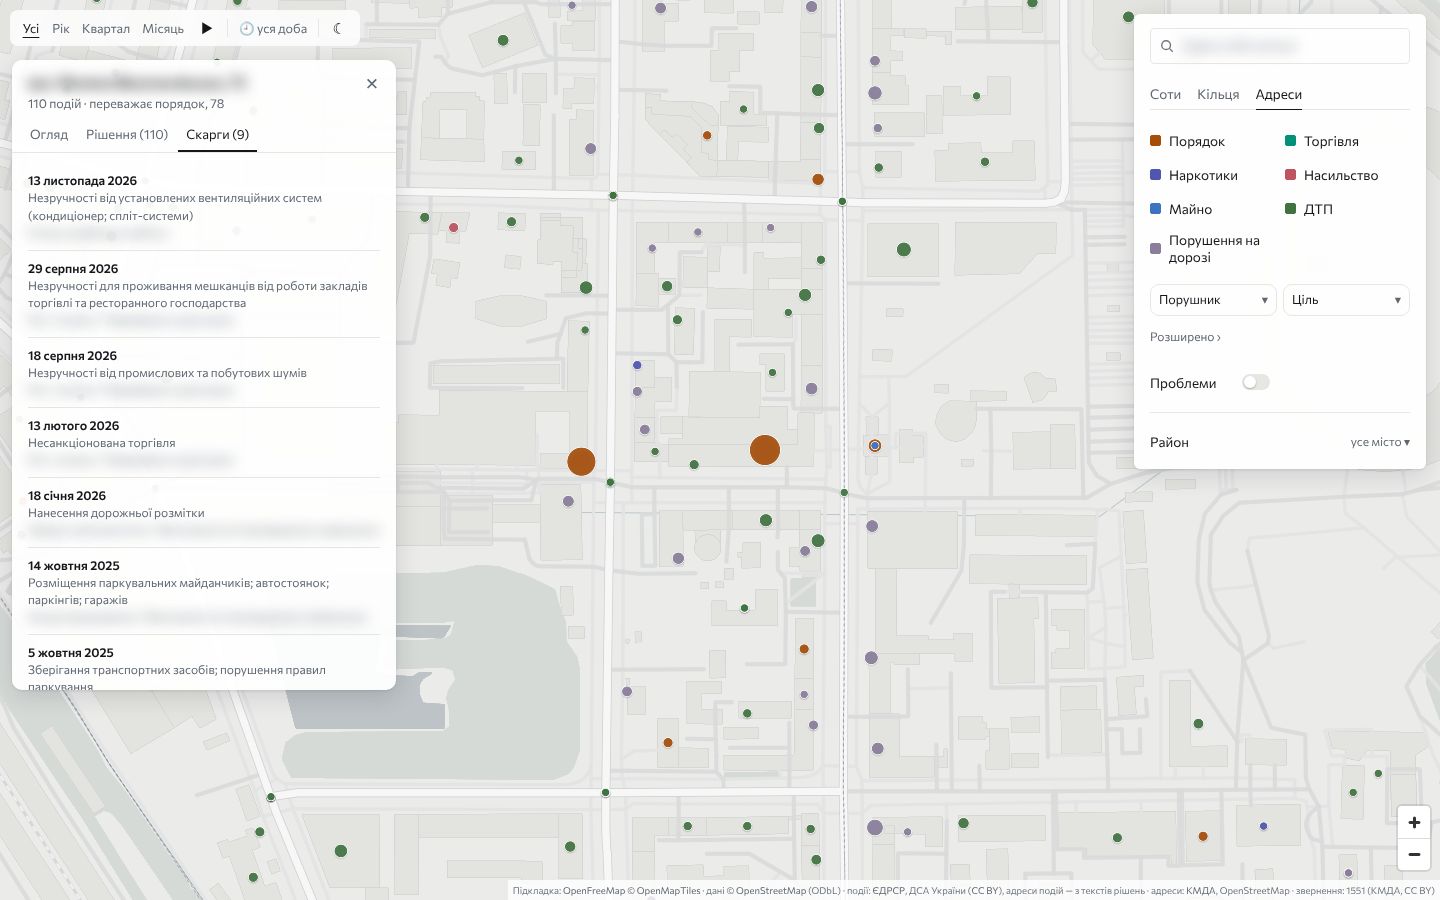 Усі Рік Квартал Місяць ▶ 🕘 уся доба ☾
110 подій · переважає порядок, 78
Огляд Рішення (110) Скарги (9)
13 листопада 2026
Незручності від установлених вентиляційних систем
(кондиціонер; спліт-системи)
29 серпня 2026
Незручності для проживання мешканців від роботи закладів
торгівлі та ресторанного господарства
18 серпня 2026
Незручності від промислових та побутових шумів
13 лютого 2026
Несанкціонована торгівля
18 січня 2026
Нанесення дорожньої розмітки
14 жовтня 2025
Розміщення паркувальних майданчиків; автостоянок;
паркінгів; гаражів
5 жовтня 2025
Зберігання транспортних засобів; порушення правил
паркування
Соти Кільця Адреси
Порядок Торгівля
Наркотики Насильство
Майно ДТП
Порушення на
дорозі
Порушник ▾ Ціль ▾
Розширено ›
Проблеми
Район усе місто ▾
+
−
Підкладка: OpenFreeMap © OpenMapTiles · дані © OpenStreetMap (ODbL) · події: ЄДРСР, ДСА України (CC BY), адреси подій — з текстів рішень · адреси: КМДА, OpenStreetMap · звернення: 1551 (КМДА, CC BY)